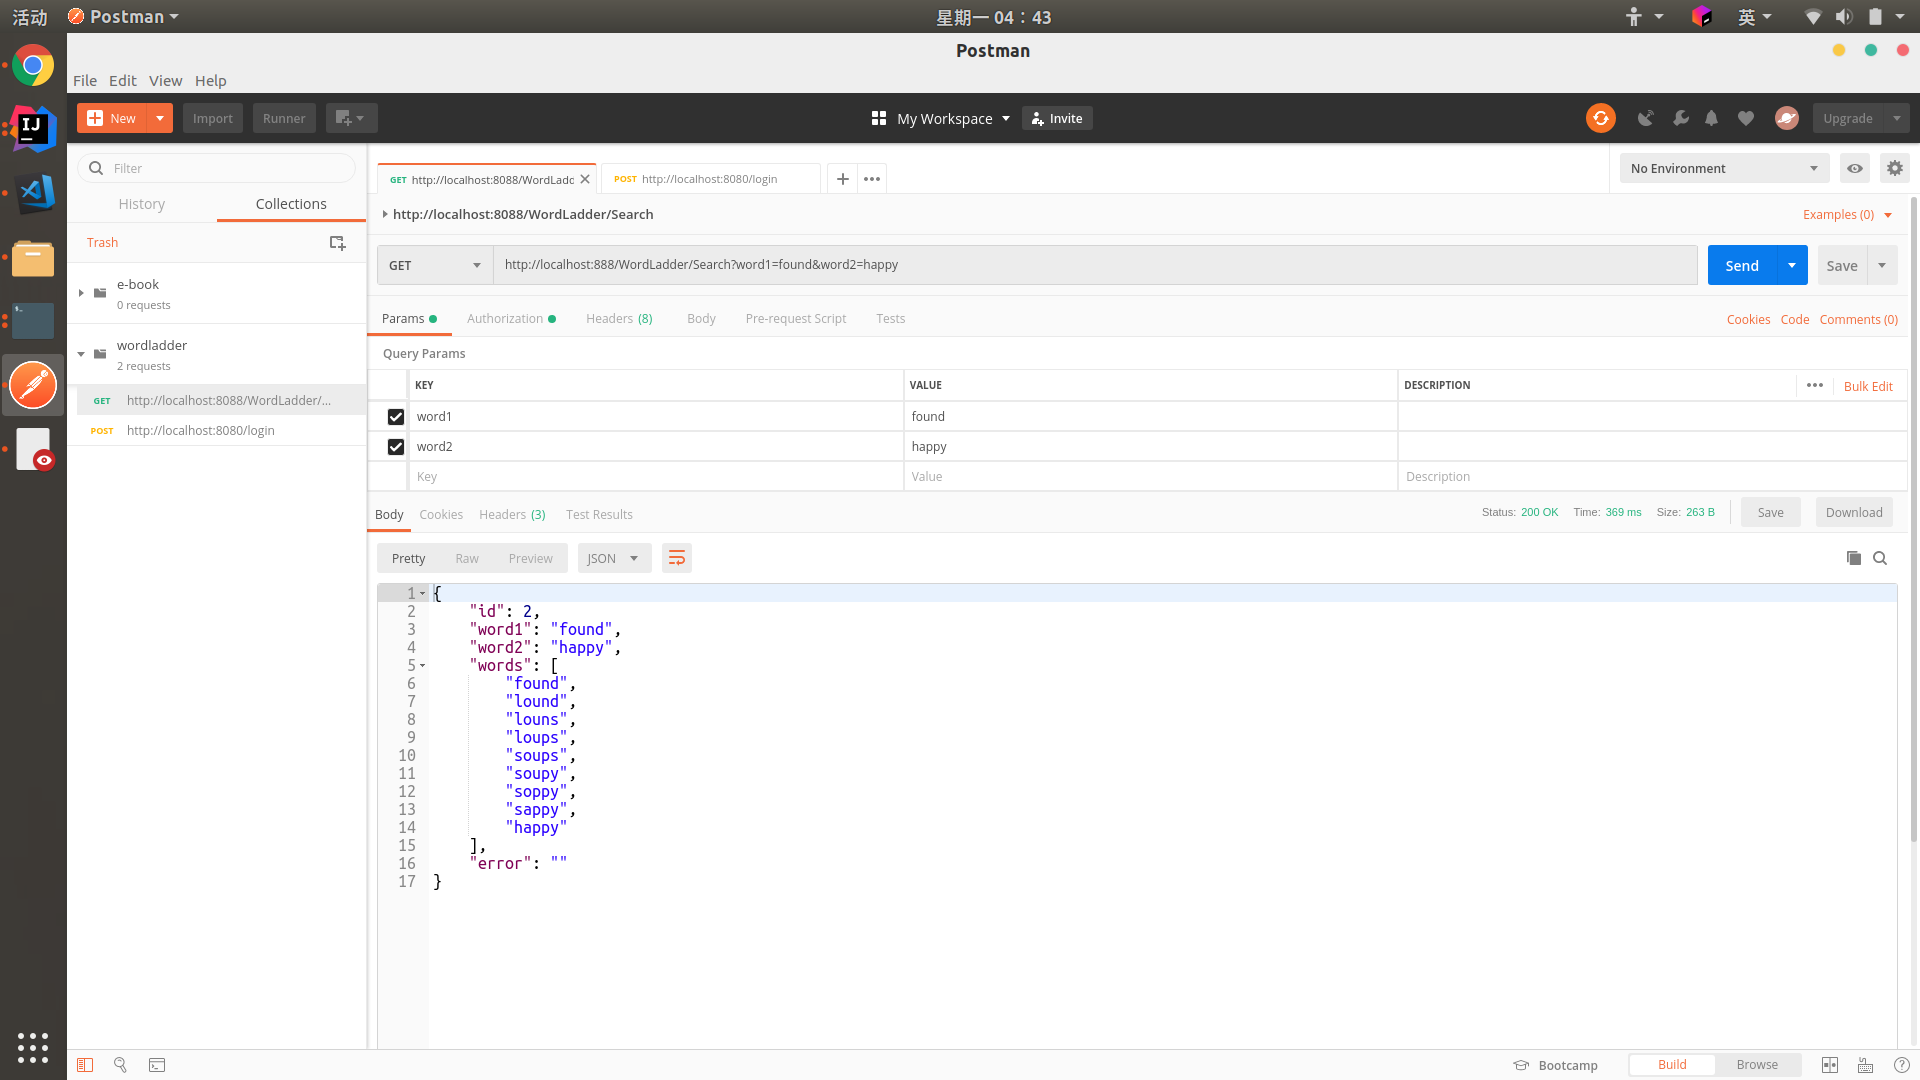 活动 Postman 星期一 04：43 英
Postman
File Edit View Help
New Import Runner My Workspace Invite Upgrade
Filter
History Collections
Trash
e-book
0 requests
wordladder
2 requests
GET http://localhost:8088/WordLadder/...
POST http://localhost:8080/login
GET http://localhost:8088/WordLadd POST http://localhost:8080/login No Environment
http://localhost:8088/WordLadder/Search Examples (0)
GET http://localhost:888/WordLadder/Search?word1=found&word2=happy Send Save
Params Authorization Headers (8) Body Pre-request Script Tests Cookies Code Comments (0)
Query Params
KEY VALUE DESCRIPTION Bulk Edit
word1 found
word2 happy
Key Value Description
Body Cookies Headers (3) Test Results Status: 200 OK Time: 369 ms Size: 263 B Save Download
Pretty Raw Preview JSON
1 {
2 "id": 2,
3 "word1": "found",
4 "word2": "happy",
5 "words": [
6 "found",
7 "lound",
8 "louns",
9 "loups",
10 "soups",
11 "soupy",
12 "soppy",
13 "sappy",
14 "happy"
15 ],
16 "error": ""
17 }
Bootcamp Build Browse
IJ